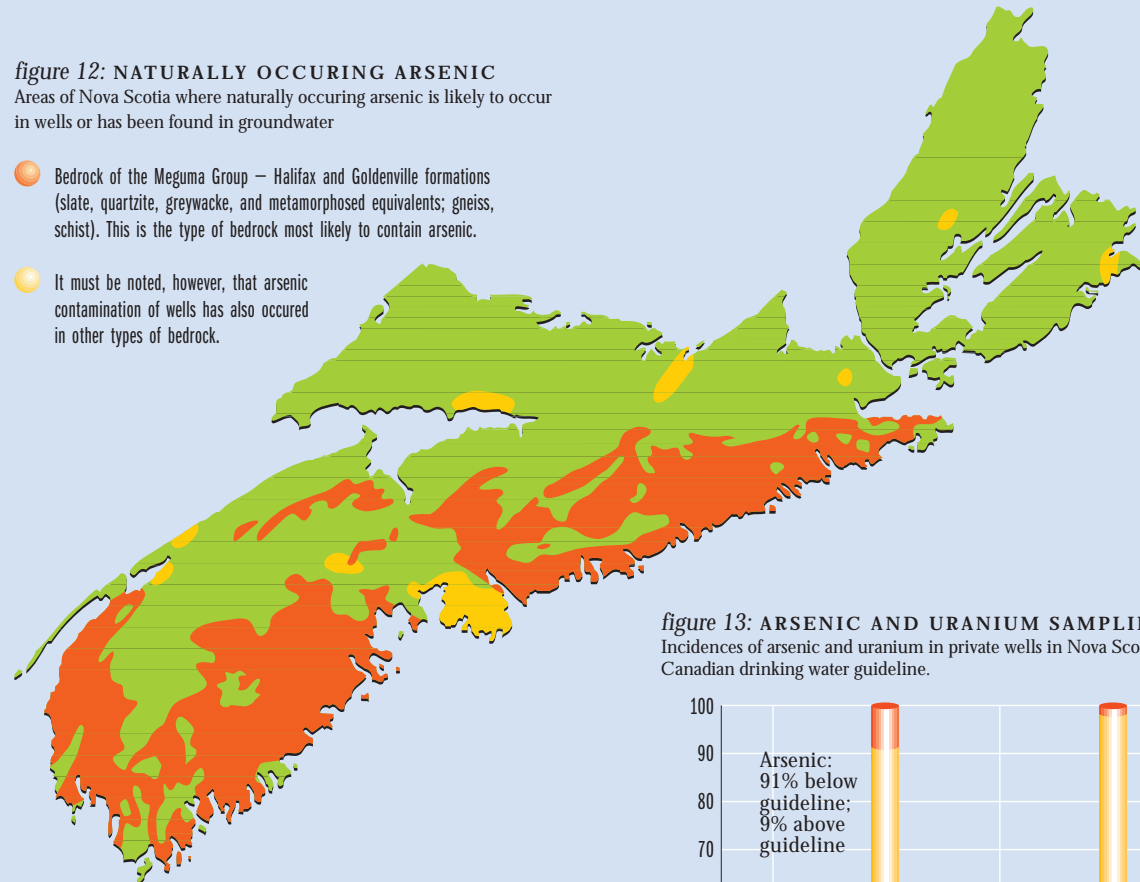 figure 12: NATURALLY OCCURING ARSENIC
Areas of Nova Scotia where naturally occuring arsenic is likely to occur
in wells or has been found in groundwater
Bedrock of the Meguma Group — Halifax and Goldenville formations
(slate, quartzite, greywacke, and metamorphosed equivalents; gneiss,
schist). This is the type of bedrock most likely to contain arsenic.
It must be noted, however, that arsenic
contamination of wells has also occured
in other types of bedrock.
figure 13: ARSENIC AND URANIUM
Incidences of arsenic and uranium in private wells in Nova
Canadian drinking water guideline.
100
90
80
70
Arsenic:
91% below
guideline;
9% above
guideline